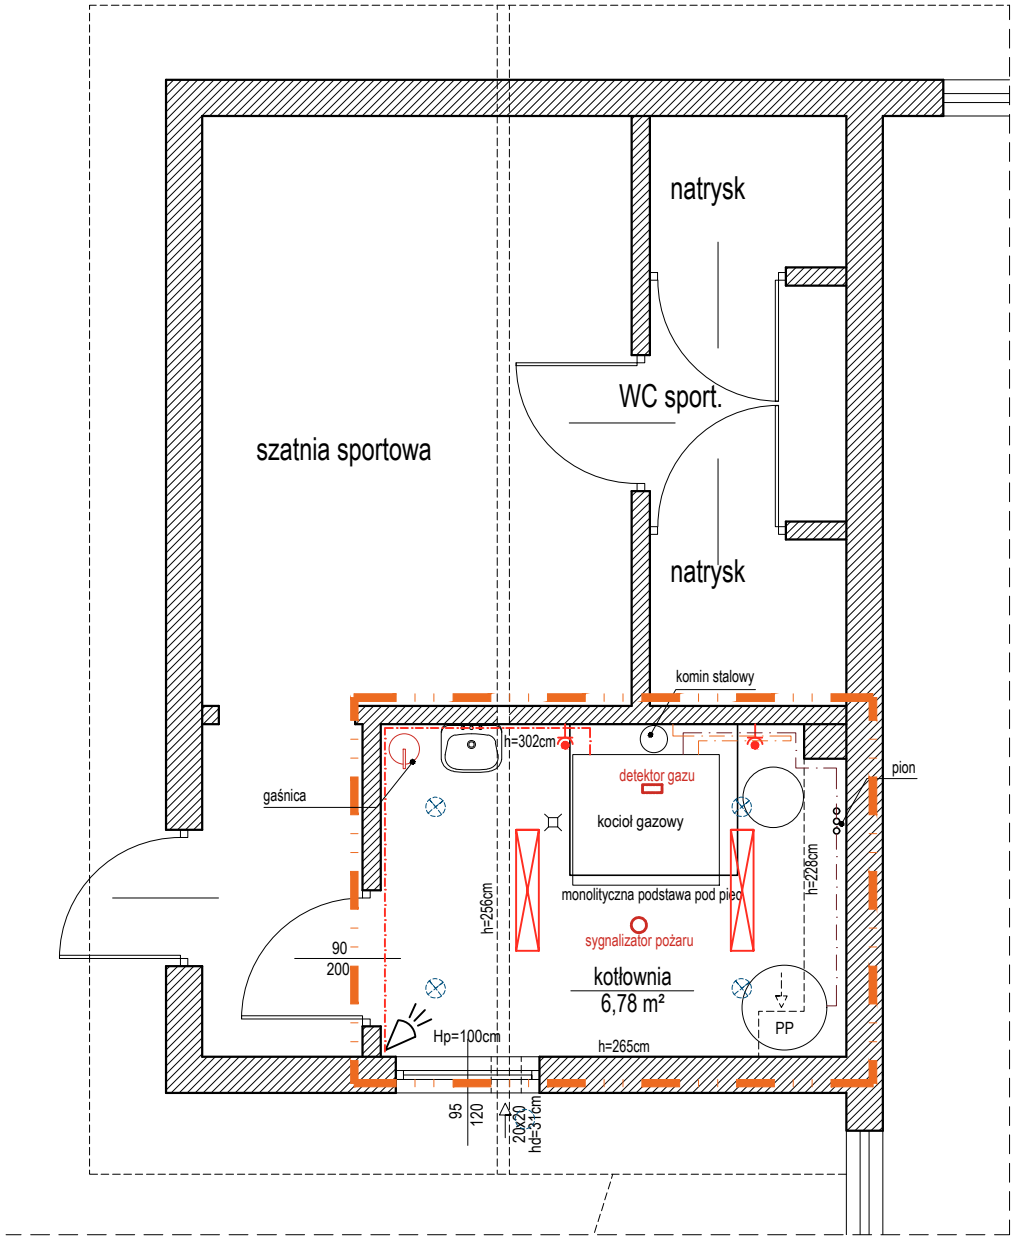 natrysk
WC sport.
szatnia sportowa
natrysk
komin stalowy
h=302cm
pion
detektor gazu
gaśnica
kocioł gazowy
h=228cm
monolityczna podstawa pod piec
h=256cm
sygnalizator pożaru
90
200
kotłownia
6,78 m²
PP
Hp=100cm
h=265cm
95
120
20x20
hd=31cm